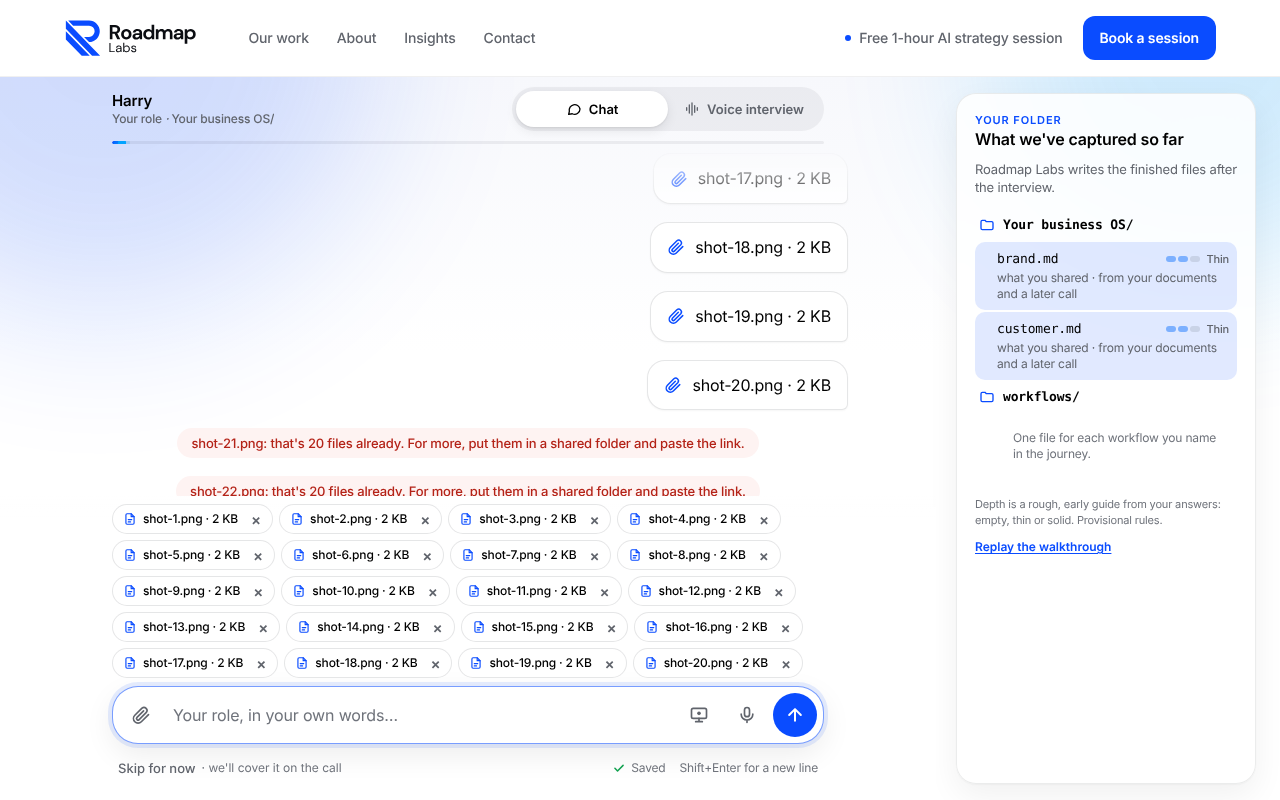 Roadmap
Labs
Our work
About
Insights
Contact
Free 1-hour AI strategy session
Book a session
Harry
Your role · Your business OS/
Chat
Voice interview
shot-17.png · 2 KB
shot-18.png · 2 KB
shot-19.png · 2 KB
shot-20.png · 2 KB
shot-21.png: that's 20 files already. For more, put them in a shared folder and paste the link.
shot-22.png: that's 20 files already. For more, put them in a shared folder and paste the link.
shot-1.png · 2 KB ×
shot-2.png · 2 KB ×
shot-3.png · 2 KB ×
shot-4.png · 2 KB ×
shot-5.png · 2 KB ×
shot-6.png · 2 KB ×
shot-7.png · 2 KB ×
shot-8.png · 2 KB ×
shot-9.png · 2 KB ×
shot-10.png · 2 KB ×
shot-11.png · 2 KB ×
shot-12.png · 2 KB ×
shot-13.png · 2 KB ×
shot-14.png · 2 KB ×
shot-15.png · 2 KB ×
shot-16.png · 2 KB ×
shot-17.png · 2 KB ×
shot-18.png · 2 KB ×
shot-19.png · 2 KB ×
shot-20.png · 2 KB ×
Your role, in your own words...
Skip for now · we'll cover it on the call
Saved
Shift+Enter for a new line
YOUR FOLDER
What we've captured so far
Roadmap Labs writes the finished files after
the interview.
Your business OS/
brand.md
Thin
what you shared · from your documents
and a later call
customer.md
Thin
what you shared · from your documents
and a later call
workflows/
One file for each workflow you name
in the journey.
Depth is a rough, early guide from your answers:
empty, thin or solid. Provisional rules.
Replay the walkthrough